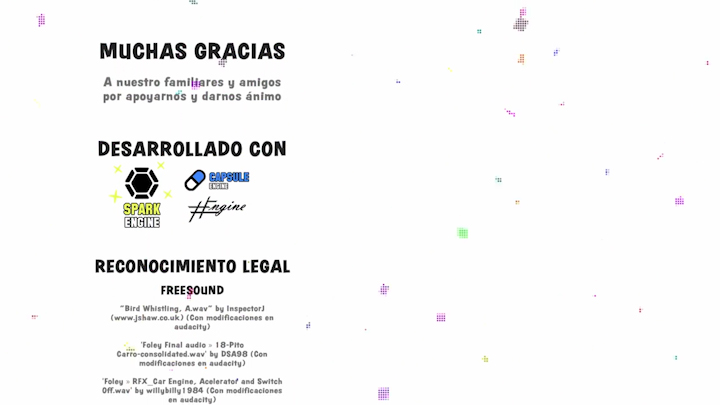 MUCHAS GRACIAS
A nuestro familiares y amigos
por apoyarnos y darnos ánimo
DESARROLLADO CON
SPARK
ENGINE
CAPSULE
ENGINE
#Engine
RECONOCIMIENTO LEGAL
FREESOUND
"Bird Whistling, A.wav" by InspectorJ
(www.jshaw.co.uk) (Con modificaciones en
audacity)
'Foley Final audio » 18-Pito
Carro-consolidated.wav' by DSA98 (Con
modificaciones en audacity)
'Foley » RFX_Car Engine, Acelerator and Switch
Off.wav' by willybilly1984 (Con modificaciones
en audacity)